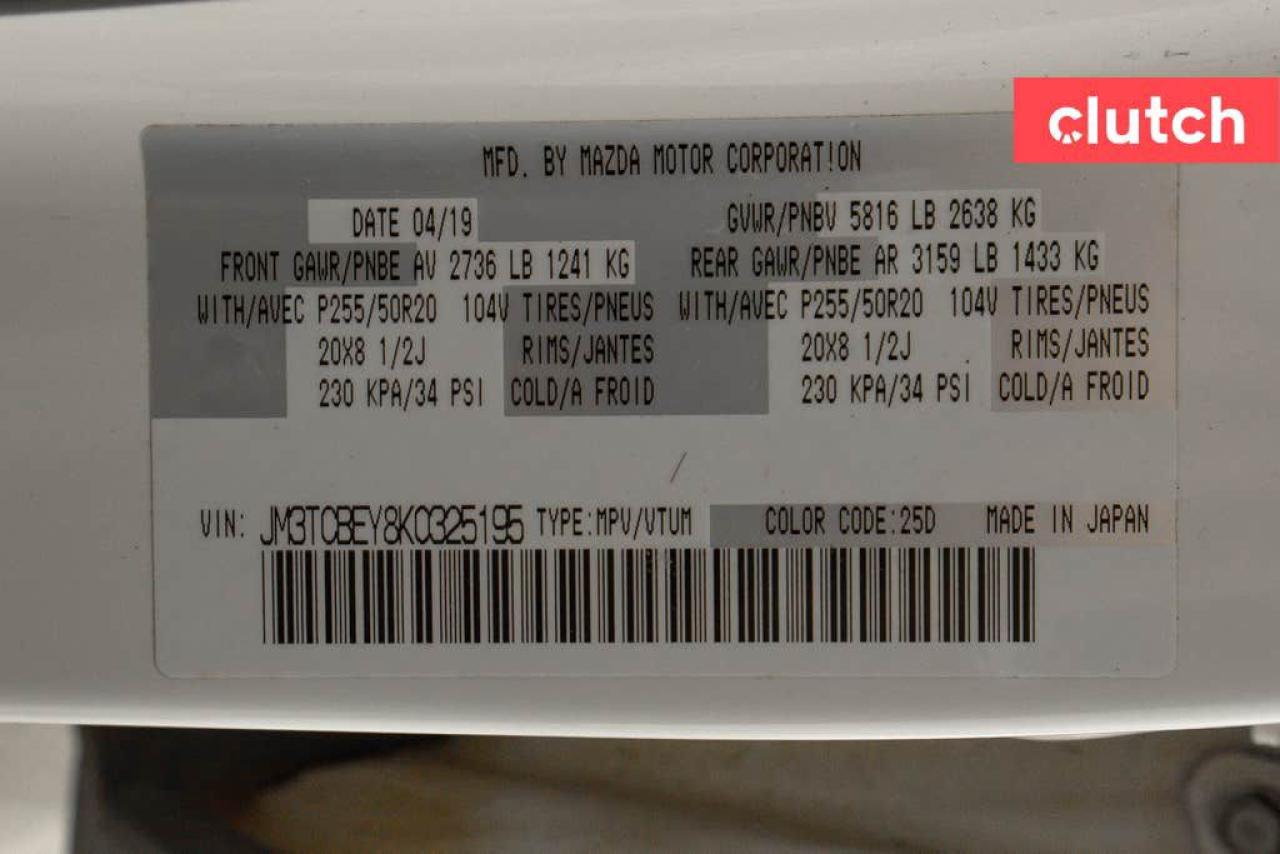 clutch
MFD. BY MAZDA MOTOR CORPORATION
DATE 04/19 GVWR/PNBV 5816 LB 2638 KG
FRONT GAWR/PNBE AV 2736 LB 1241 KG REAR GAWR/PNBE AR 3159 LB 1433 KG
WITH/AVEC P255/50R20 104V TIRES/PNEUS WITH/AVEC P255/50R20 104V TIRES/PNEUS
20X8 1/2J RIMS/JANTES 20X8 1/2J RIMS/JANTES
230 KPA/34 PSI COLD/A FROID 230 KPA/34 PSI COLD/A FROID
VIN: JM3TCBEY8K0325195 TYPE:MPV/VTUM COLOR CODE:25D MADE IN JAPAN